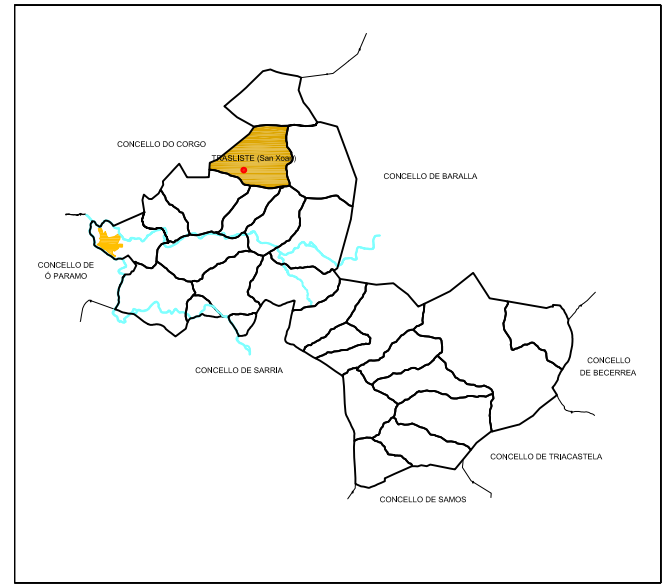 CONCELLO DO CORGO
TRASLISTE (San Xoan)
CONCELLO DE BARALLA
CONCELLO DE
Ó PARAMO
CONCELLO DE SARRIA
CONCELLO
DE BECERREA
CONCELLO DE TRIACASTELA
CONCELLO DE SAMOS